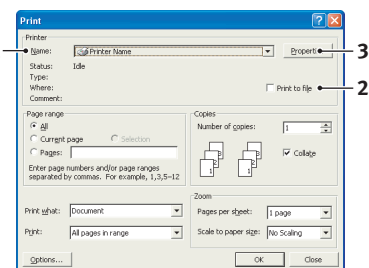 Print
Printer
Name: Printer Name Properti 3
Status: Idle
Type:
Where: Print to file 2
Comment:
Page range
All
Current page Selection
Pages:
Enter page numbers and/or page ranges
separated by commas. For example, 1,3,5–12
Copies
Number of copies: 1
Collate
Print what: Document
Print: All pages in range
Zoom
Pages per sheet: 1 page
Scale to paper size: No Scaling
Options... OK Close